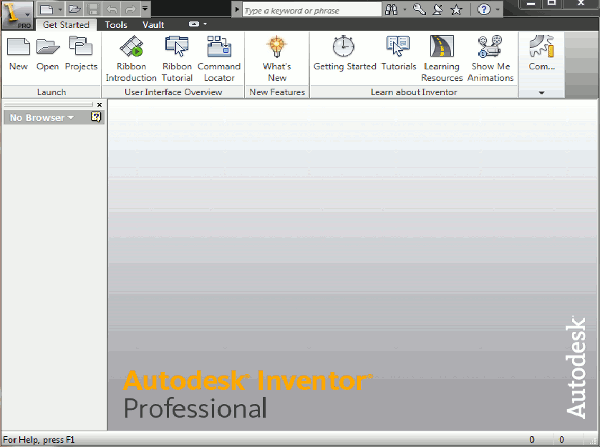 Type a keyword or phrase
PRO
Get Started Tools Vault
New Open Projects Ribbon Introduction Ribbon Tutorial Command Locator What's New Getting Started Tutorials Learning Resources Show Me Animations Com...
Launch User Interface Overview New Features Learn about Inventor
No Browser
Autodesk® Inventor™
Professional
Autodesk
For Help, press F1 0 0